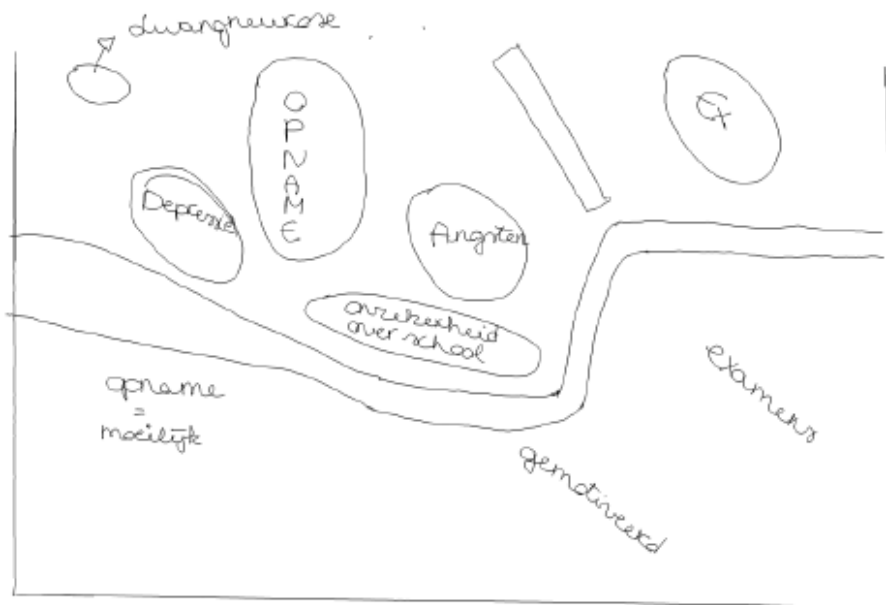 dwangneurose
OPNAME
Ex
Depressie
Angsten
onzekerheid
over school
opname
=
moeilijk
examens
gemotiveerd